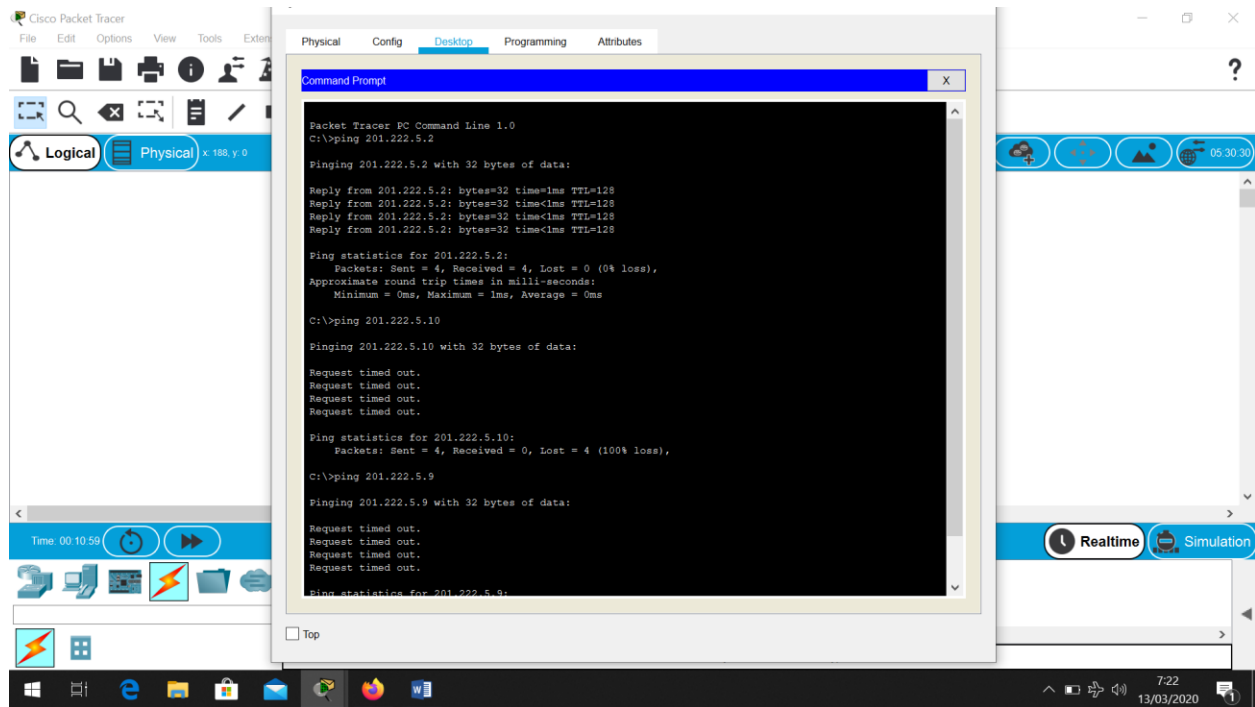 Cisco Packet Tracer
File Edit Options View Tools Exten
Physical Config Desktop Programming Attributes
Command Prompt X
?
Logical Physical x: 188, y: 0 05:30:30
Packet Tracer PC Command Line 1.0
C:\>ping 201.222.5.2
Pinging 201.222.5.2 with 32 bytes of data:
Reply from 201.222.5.2: bytes=32 time=1ms TTL=128
Reply from 201.222.5.2: bytes=32 time<1ms TTL=128
Reply from 201.222.5.2: bytes=32 time<1ms TTL=128
Reply from 201.222.5.2: bytes=32 time<1ms TTL=128
Ping statistics for 201.222.5.2:
Packets: Sent = 4, Received = 4, Lost = 0 (0% loss),
Approximate round trip times in milli-seconds:
Minimum = 0ms, Maximum = 1ms, Average = 0ms
C:\>ping 201.222.5.10
Pinging 201.222.5.10 with 32 bytes of data:
Request timed out.
Request timed out.
Request timed out.
Request timed out.
Ping statistics for 201.222.5.10:
Packets: Sent = 4, Received = 0, Lost = 4 (100% loss),
C:\>ping 201.222.5.9
Pinging 201.222.5.9 with 32 bytes of data:
Request timed out.
Request timed out.
Request timed out.
Request timed out.
Ping statistics for 201.222.5.9:
Time: 00:10:59 Realtime Simulation
Top
7:22
13/03/2020
1